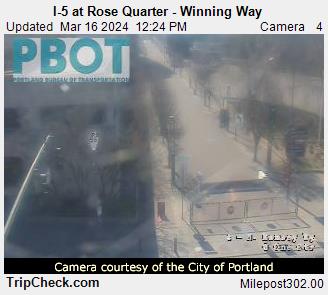 I-5 at Rose Quarter - Winning Way
Updated Mar 16 2024 12:24 PM Camera 4
PBOT
PORTLAND BUREAU OF TRANSPORTATION
Camera courtesy of the City of Portland
TripCheck.com Milepost302.00